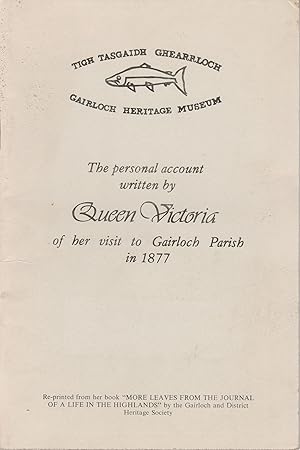 TIGH TASGAIDH GHEARRLOCH
GAIRLOCH HERITAGE MUSEUM
The personal account
written by
Queen Victoria
of her visit to Gairloch Parish
in 1877
Re-printed from her book "MORE LEAVES FROM THE JOURNAL
OF A LIFE IN THE HIGHLANDS" by the Gairloch and District
Heritage Society